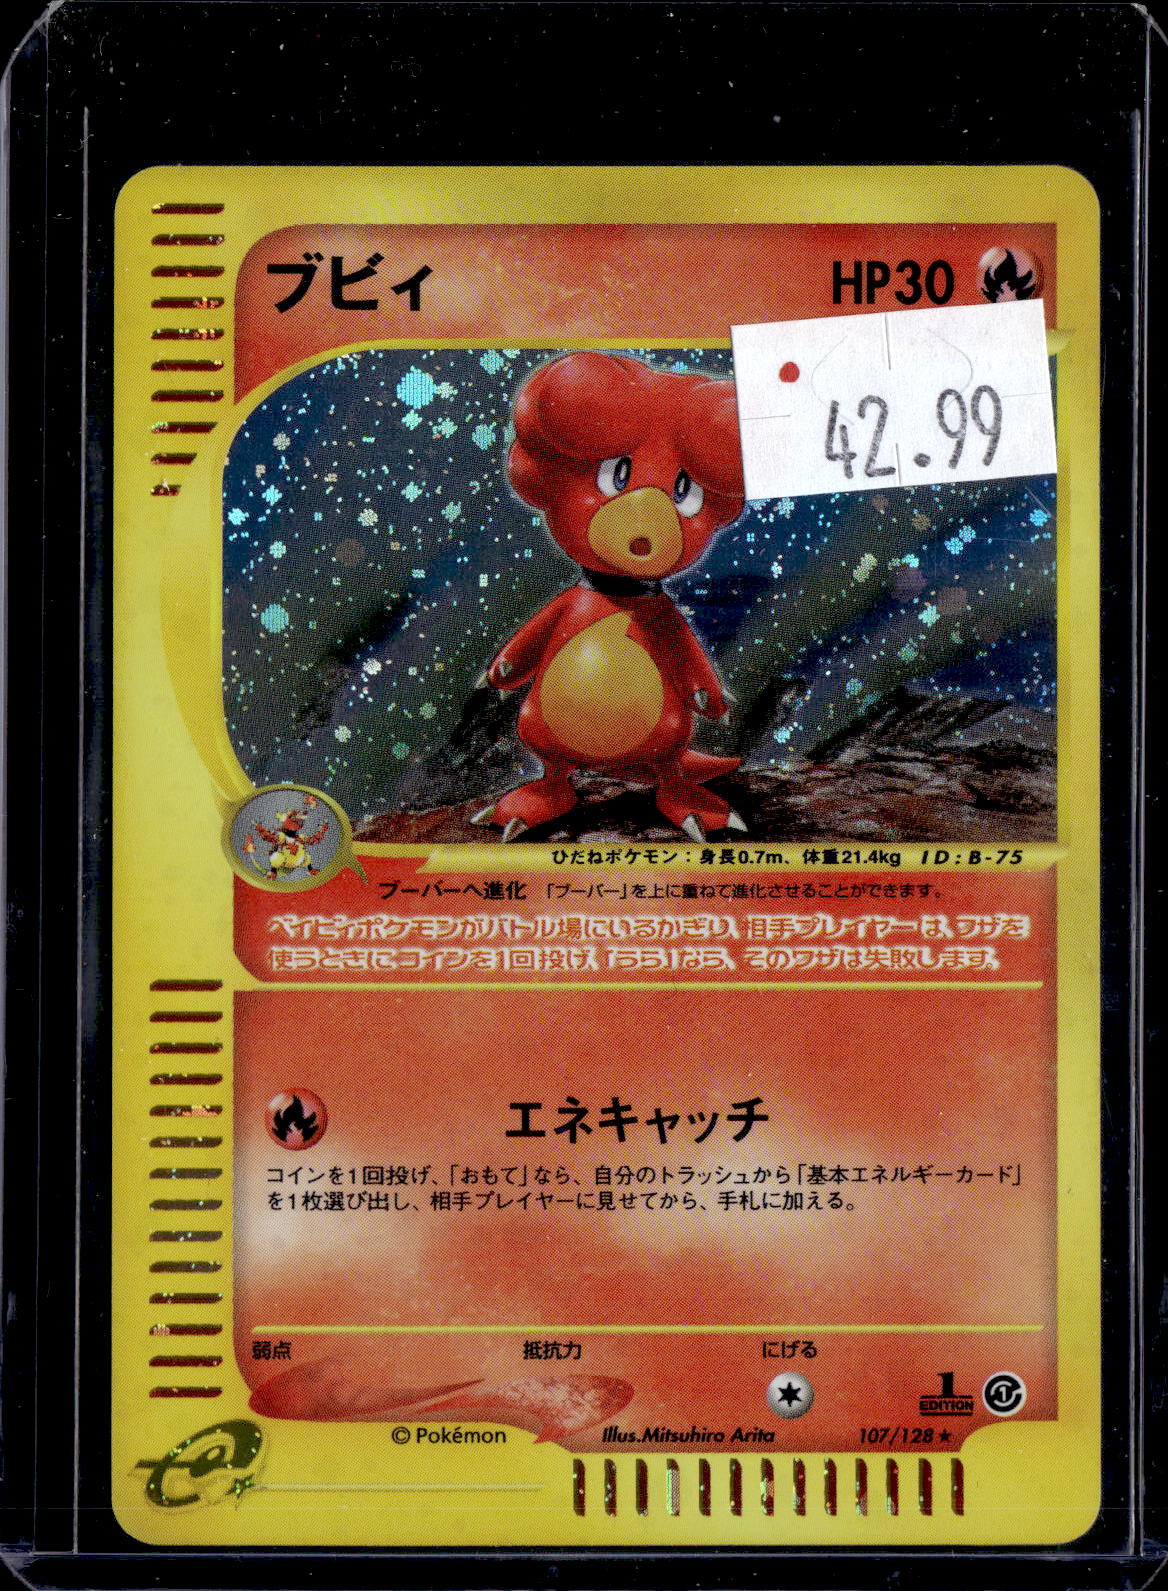 ブビィ
HP30
42.99
ひだねポケモン：身長0.7m、体重21.4kg ID:B-75
ブーバーへ進化 「ブーバー」を上に重ねて進化させることができます。
ベイビィポケモンがバトル場にいるかぎり、相手プレイヤーは、ワザを
使うときにコインを1回投げ、「うら」なら、そのワザは失敗します。
エネキャッチ
コインを1回投げ、「おもて」なら、自分のトラッシュから「基本エネルギーカード」
を1枚選び出し、相手プレイヤーに見せてから、手札に加える。
弱点 抵抗力 にげる
1
EDITION
1
e
© Pokémon Illus.Mitsuhiro Arita 107/128★